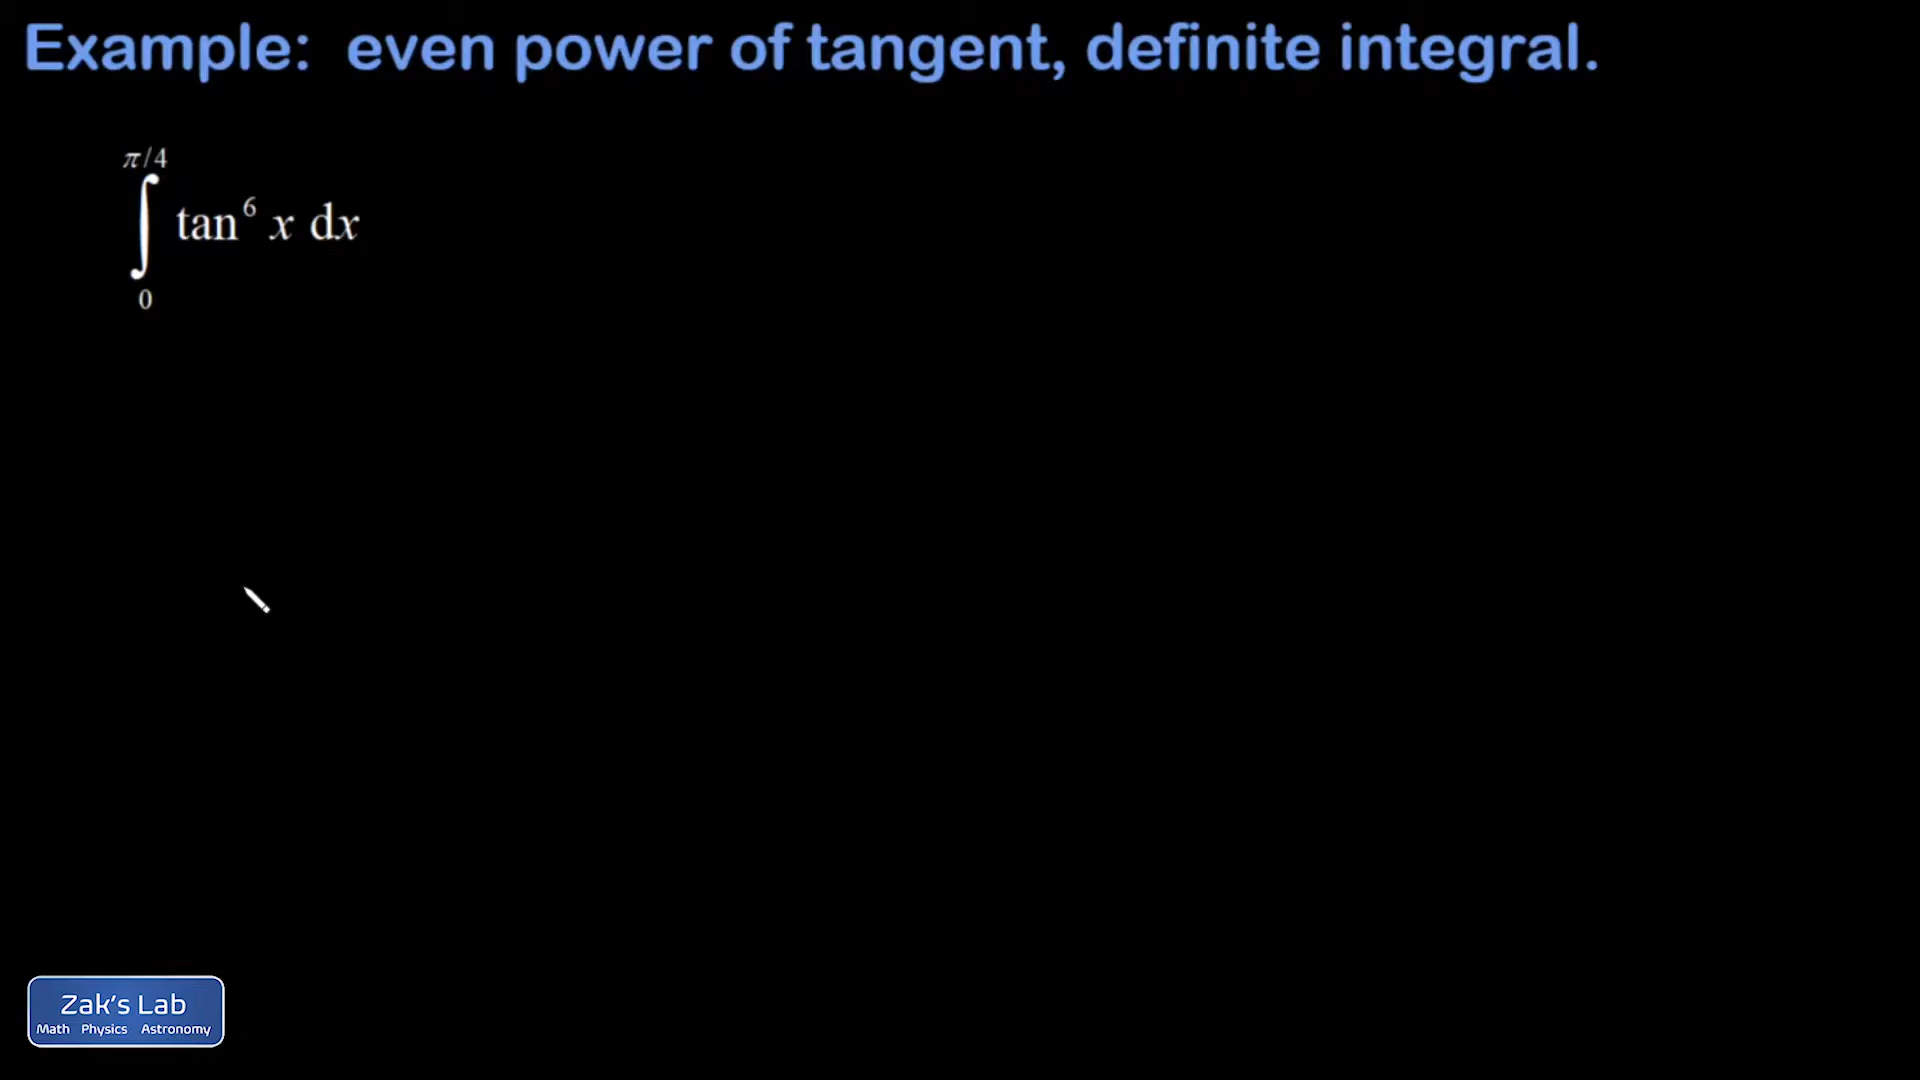 Example:  even power of tangent, definite integral.
π/4
∫ tan⁶ x dx
0
Zak's Lab
Math Physics Astronomy